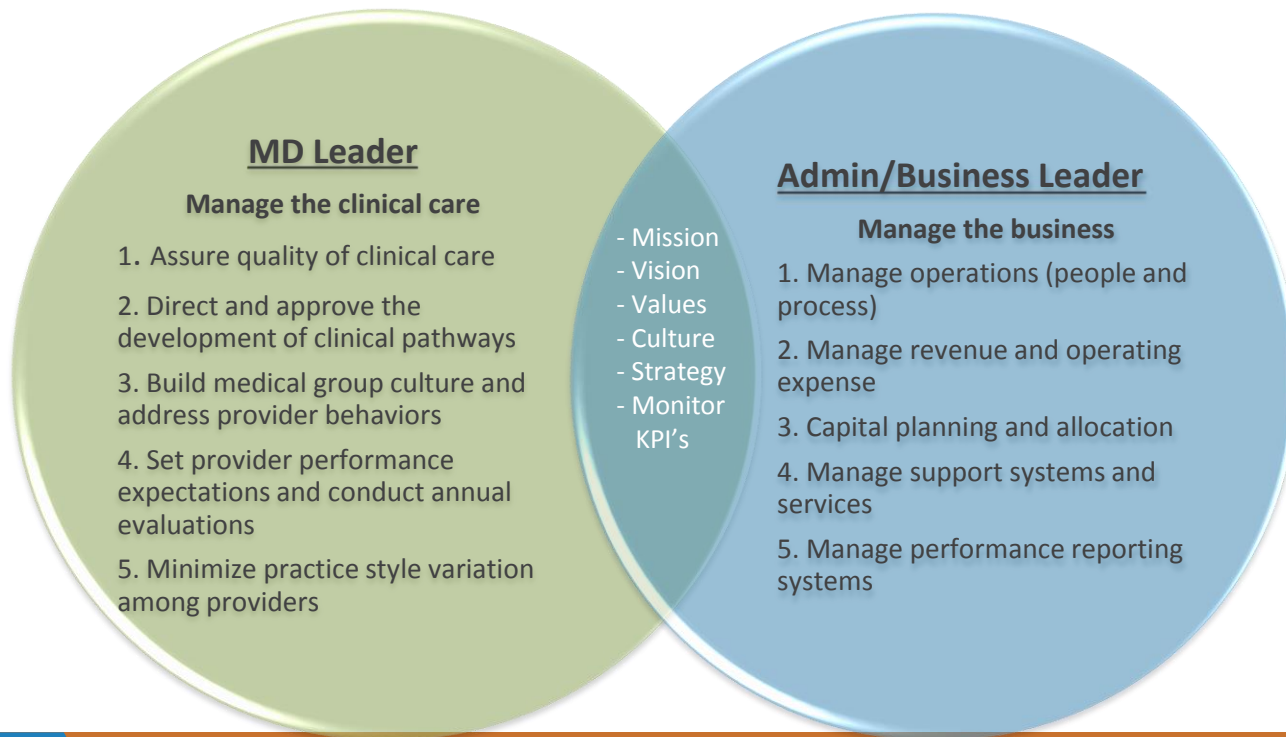 MD Leader
Manage the clinical care
1. Assure quality of clinical care
2. Direct and approve the
development of clinical pathways
3. Build medical group culture and
address provider behaviors
4. Set provider performance
expectations and conduct annual
evaluations
5. Minimize practice style variation
among providers
- Mission
- Vision
- Values
- Culture
- Strategy
- Monitor
KPI's
Admin/Business Leader
Manage the business
1. Manage operations (people and
process)
2. Manage revenue and operating
expense
3. Capital planning and allocation
4. Manage support systems and
services
5. Manage performance reporting
systems